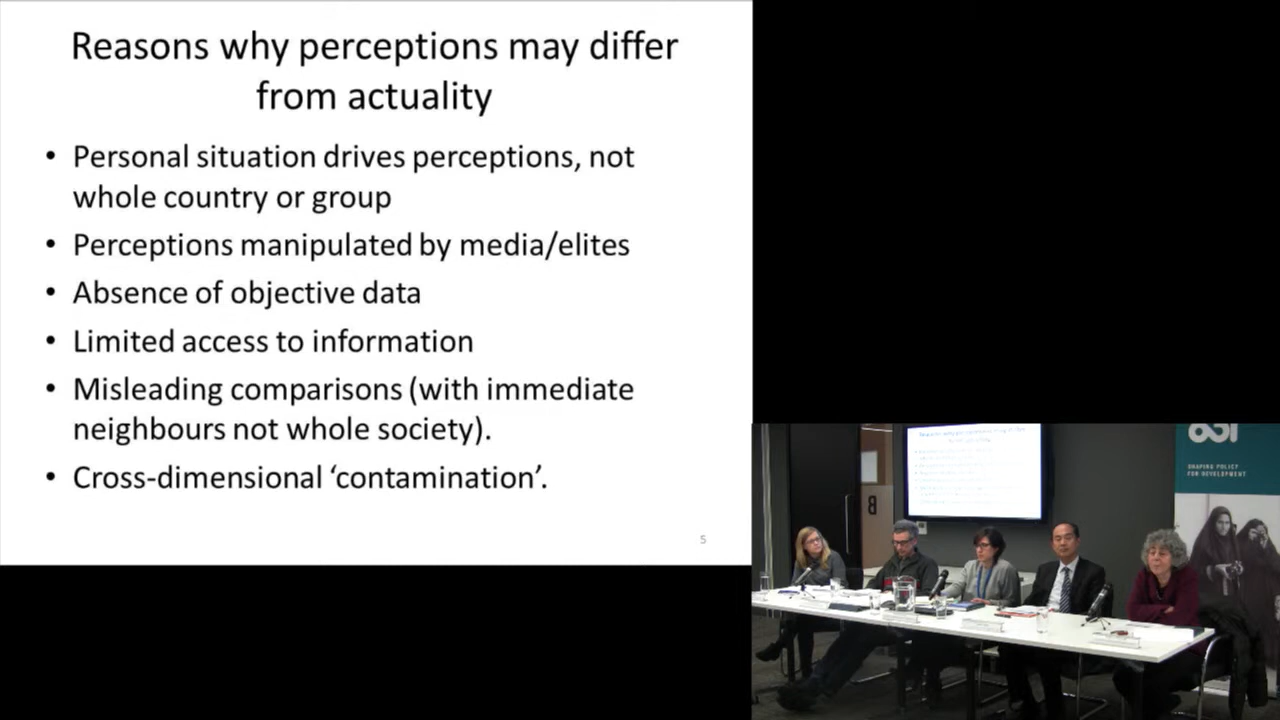 Reasons why perceptions may differ
from actuality
• Personal situation drives perceptions, not
whole country or group
• Perceptions manipulated by media/elites
• Absence of objective data
• Limited access to information
• Misleading comparisons (with immediate
neighbours not whole society).
• Cross-dimensional ‘contamination’.
5
8
SHAPING POLICY
FOR DEVELOPMENT